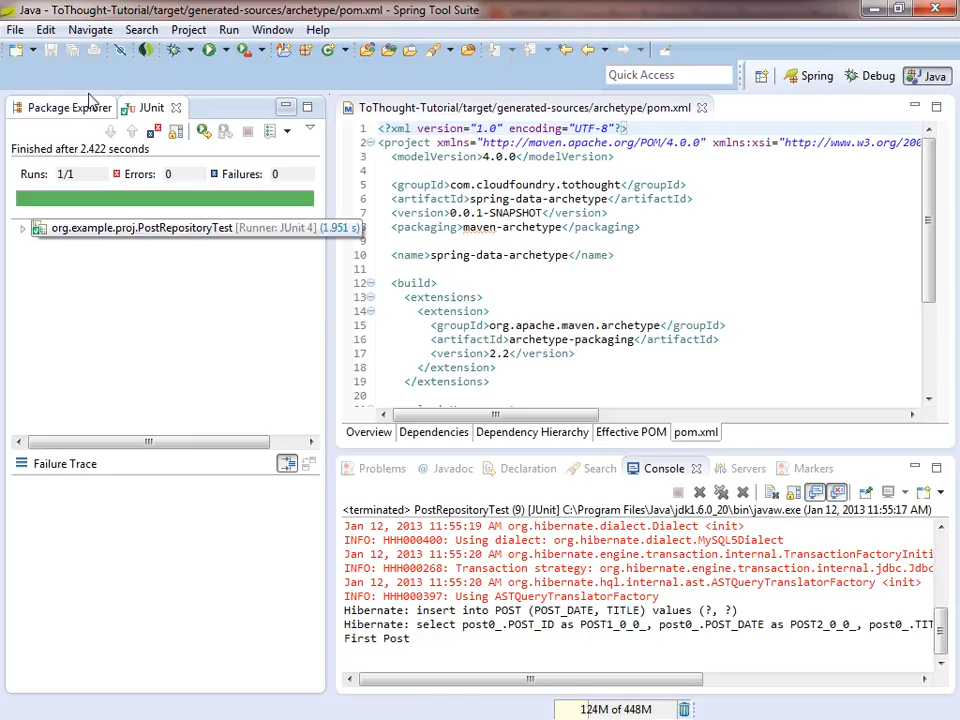 Java - ToThought-Tutorial/target/generated-sources/archetype/pom.xml - Spring Tool Suite
File Edit Navigate Search Project Run Window Help
Quick Access
Spring Debug Java
Package Explorer JUnit
Finished after 2.422 seconds
Runs: 1/1 Errors: 0 Failures: 0
org.example.proj.PostRepositoryTest [Runner: JUnit 4] (1.951 s)
Failure Trace
ToThought-Tutorial/target/generated-sources/archetype/pom.xml
1 <?xml version="1.0" encoding="UTF-8"?>
2 <project xmlns="http://maven.apache.org/POM/4.0.0" xmlns:xsi="http://www.w3.org/200
3 <modelVersion>4.0.0</modelVersion>
4
5 <groupId>com.cloudfoundry.tothought</groupId>
6 <artifactId>spring-data-archetype</artifactId>
7 <version>0.0.1-SNAPSHOT</version>
8 <packaging>maven-archetype</packaging>
9
10 <name>spring-data-archetype</name>
11
12 <build>
13 <extensions>
14 <extension>
15 <groupId>org.apache.maven.archetype</groupId>
16 <artifactId>archetype-packaging</artifactId>
17 <version>2.2</version>
18 </extension>
19 </extensions>
20
Overview Dependencies Dependency Hierarchy Effective POM pom.xml
Problems Javadoc Declaration Search Console Servers Markers
<terminated> PostRepositoryTest (9) [JUnit] C:\Program Files\Java\jdk1.6.0_20\bin\javaw.exe (Jan 12, 2013 11:55:17 AM)
Jan 12, 2013 11:55:19 AM org.hibernate.dialect.Dialect <init>
INFO: HHH000400: Using dialect: org.hibernate.dialect.MySQL5Dialect
Jan 12, 2013 11:55:20 AM org.hibernate.engine.transaction.internal.TransactionFactoryIniti
INFO: HHH000268: Transaction strategy: org.hibernate.engine.transaction.internal.jdbc.Jdbc
Jan 12, 2013 11:55:20 AM org.hibernate.hql.internal.ast.ASTQueryTranslatorFactory <init>
INFO: HHH000397: Using ASTQueryTranslatorFactory
Hibernate: insert into POST (POST_DATE, TITLE) values (?, ?)
Hibernate: select post0_.POST_ID as POST1_0_0_, post0_.POST_DATE as POST2_0_0_, post0_.TIT
First Post
124M of 448M